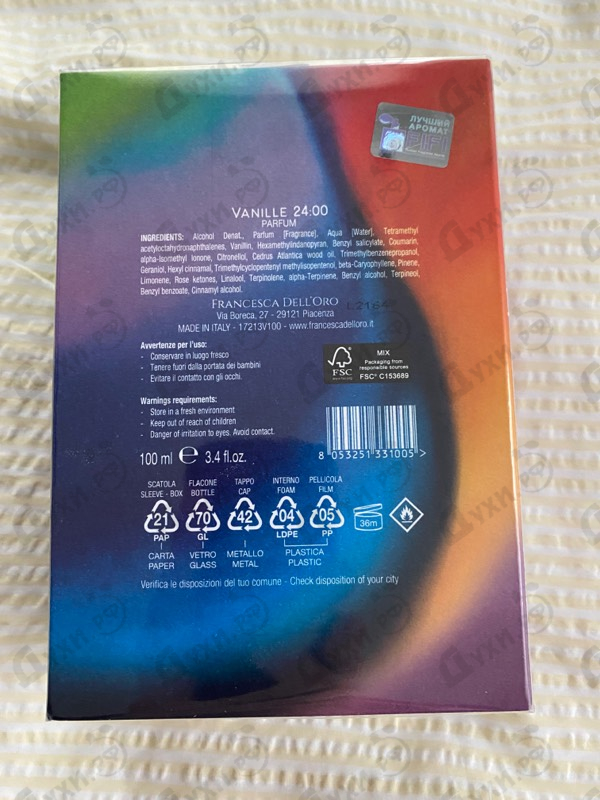 ЛУЧШИЙ
АРОМАТ
FIFI
VANILLE 24:00
PARFUM
INGREDIENTS: Alcohol Denat., Parfum [Fragrance], Aqua [Water], Tetramethyl
acetyloctahydronaphthalenes, Vanillin, Hexamethylindanopyran, Benzyl salicylate, Coumarin,
alpha-Isomethyl Ionone, Citronellol, Cedrus Atlantica wood oil, Trimethylbenzenepropanol,
Geraniol, Hexyl cinnamal, Trimethylcyclopentenyl methylisopentenol, beta-Caryophyllene, Pinene,
Limonene, Rose ketones, Linalool, Terpinolene, alpha-Terpinene, Benzyl alcohol, Terpineol,
Benzyl benzoate, Cinnamyl alcohol.
FRANCESCA DELL'ORO
Via Boreca, 27 - 29121 Piacenza
MADE IN ITALY - 17213V100 - www.francescadelloro.it
Avvertenze per l'uso:
- Conservare in luogo fresco
- Tenere fuori dalla portata dei bambini
- Evitare il contatto con gli occhi.
MIX
Packaging from
responsible sources
FSC
FSC® C153689
Warnings requirements:
- Store in a fresh environment
- Keep out of reach of children
- Danger of irritation to eyes. Avoid contact.
100 ml ℮ 3.4 fl.oz.
8 053251 331005 >
SCATOLA FLACONE TAPPO INTERNO PELLICOLA
SLEEVE - BOX BOTTLE CAP FOAM FILM
21 70 42 04 05 36m
PAP GL LDPE PP
CARTA VETRO METALLO PLASTICA
PAPER GLASS METAL PLASTIC
Verifica le disposizioni del tuo comune - Check disposition of your city
Духи.рф